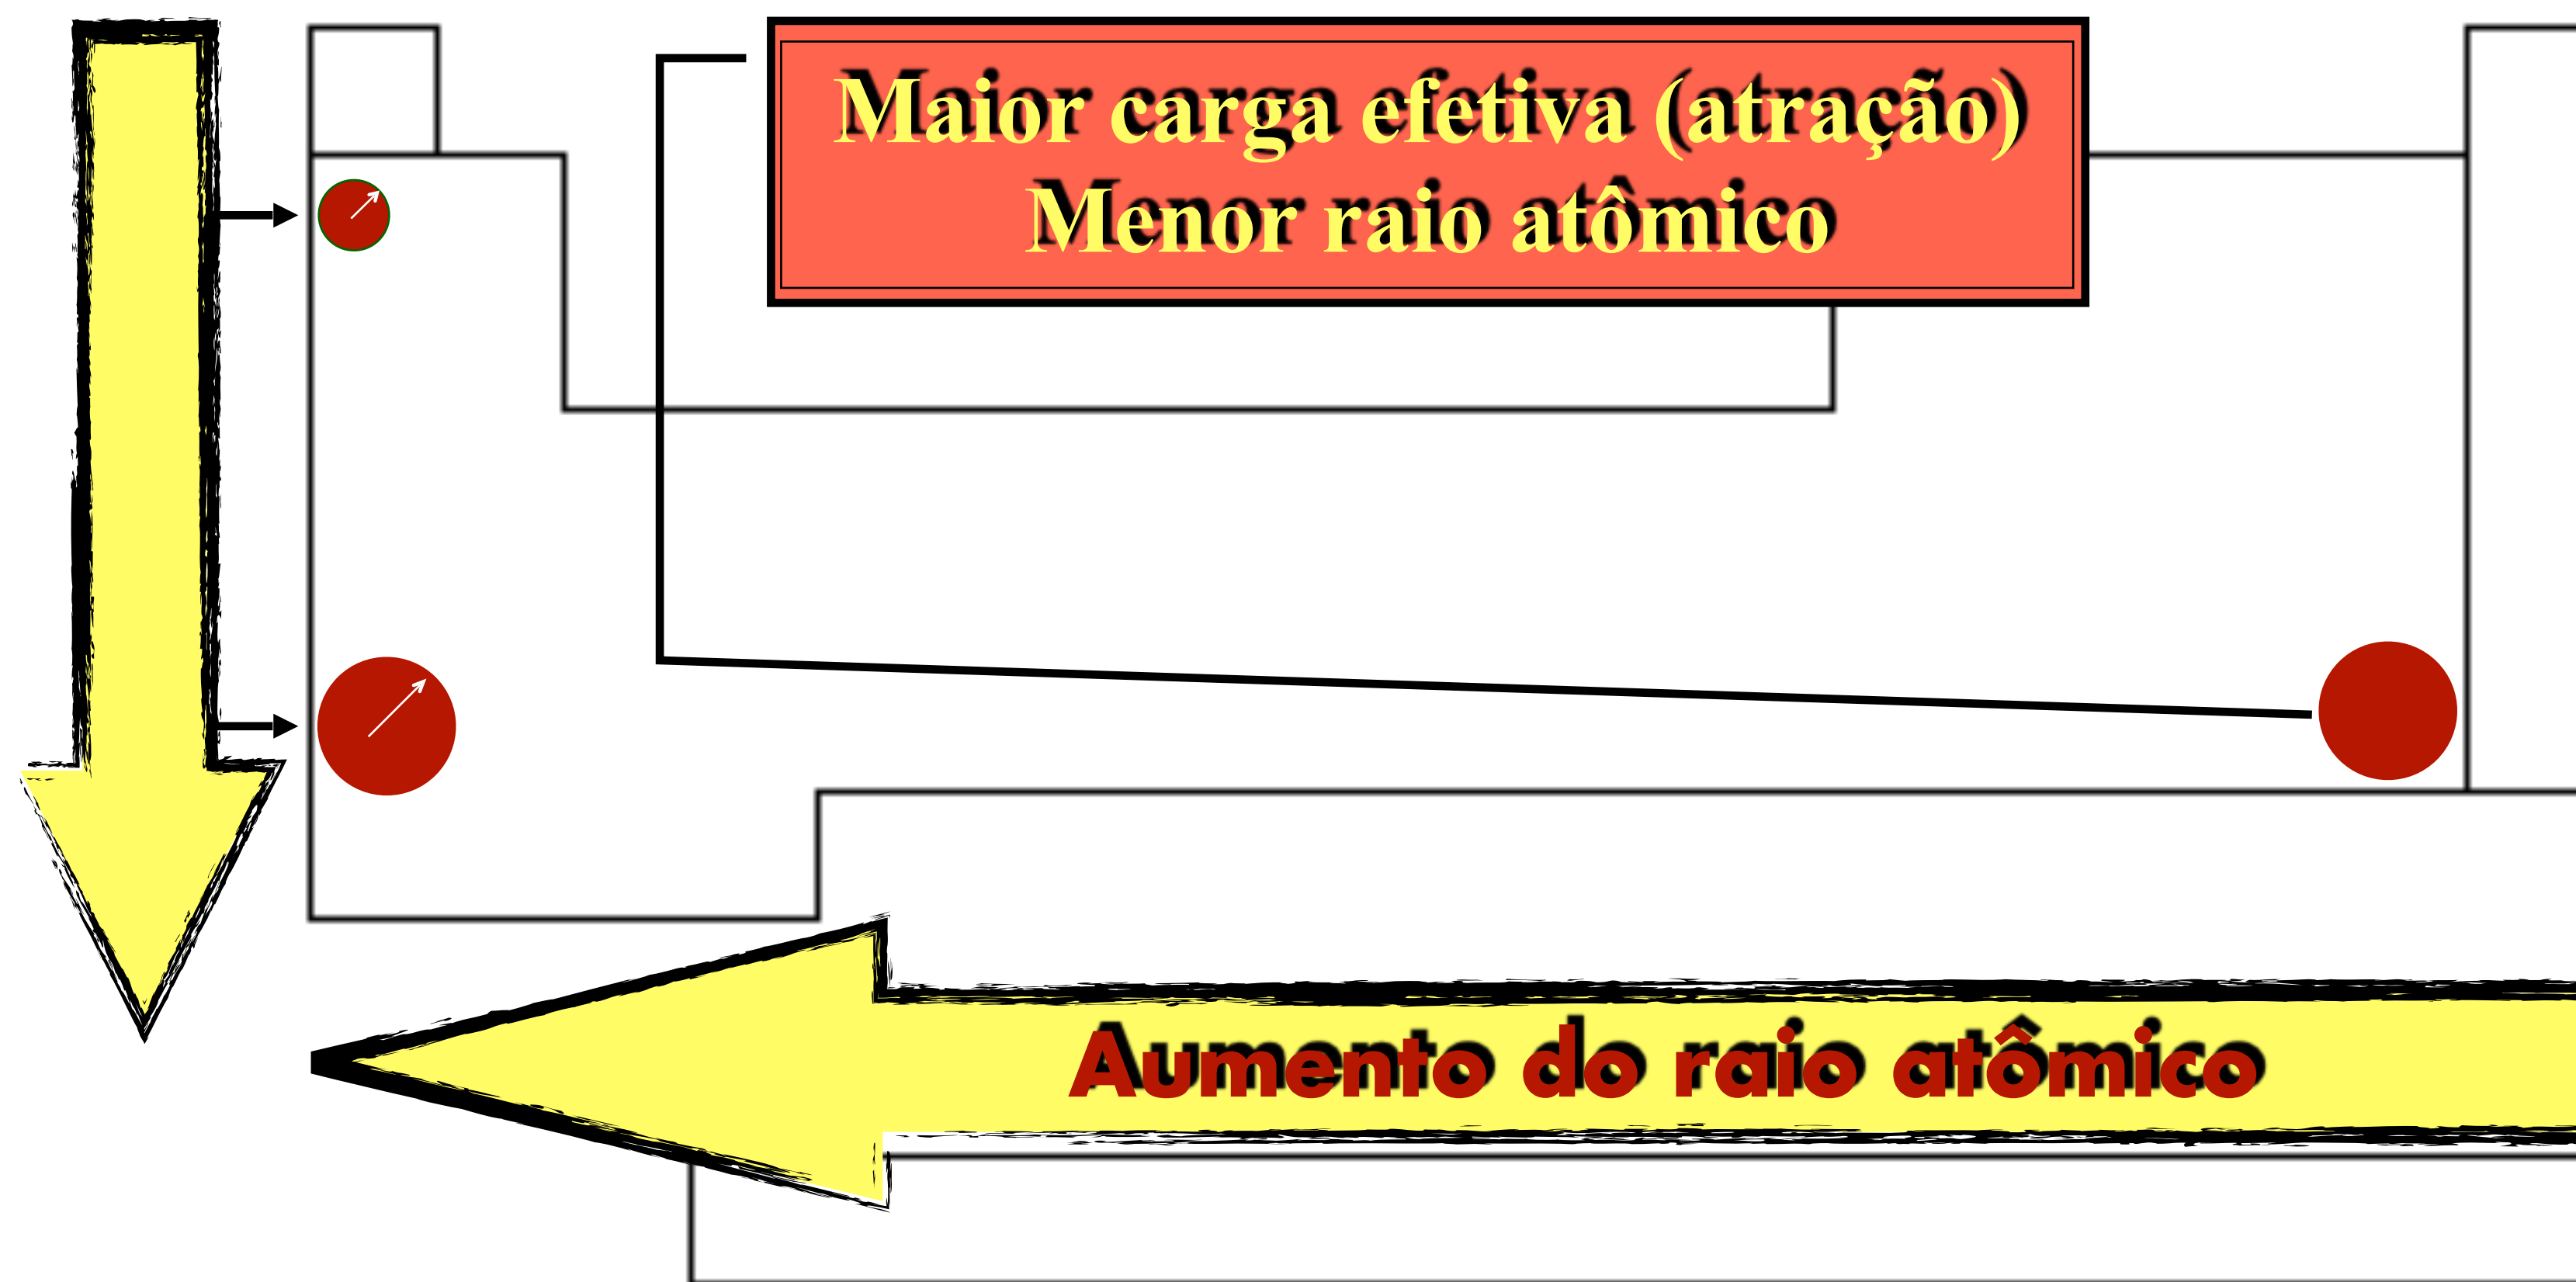 Maior carga efetiva (atração)
Menor raio atômico
Aumento do raio atômico